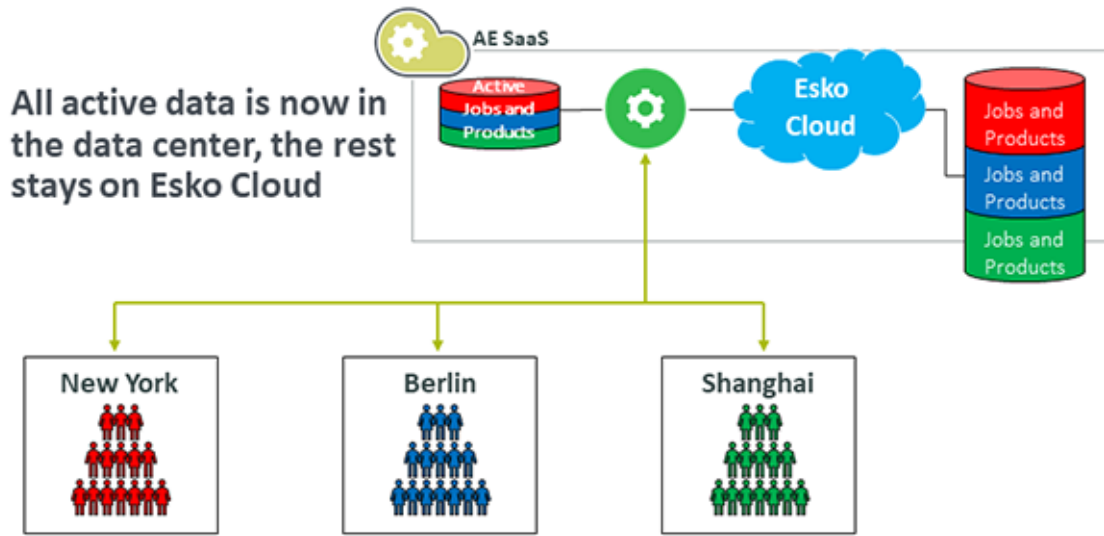 AE SaaS
All active data is now in
the data center, the rest
stays on Esko Cloud
Active
Jobs and
Products
Esko
Cloud
Jobs and
Products
Jobs and
Products
Jobs and
Products
New York
Berlin
Shanghai